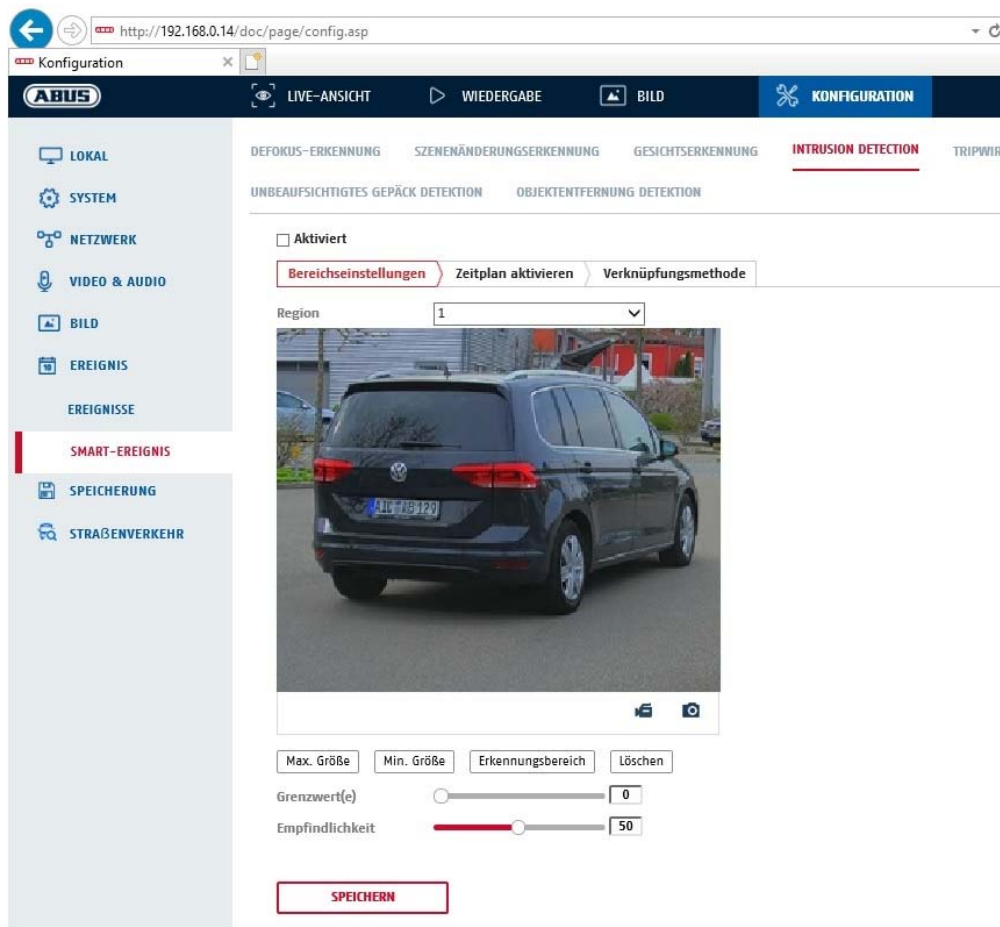 http://192.168.0.14/doc/page/config.asp
Konfiguration
ABUS LIVE-ANSICHT WIEDERGABE BILD KONFIGURATION
LOKAL
SYSTEM
NETZWERK
VIDEO & AUDIO
BILD
EREIGNIS
EREIGNISSE
SMART-EREIGNIS
SPEICHERUNG
STRAßENVERKEHR
DEFOKUS-ERKENNUNG SZENENÄNDERUNGSERKENNUNG GESICHTSERKENNUNG INTRUSION DETECTION TRIPWIR
UNBEAUFSICHTIGTES GEPÄCK DETEKTION OBJEKTENTFERNUNG DETEKTION
Aktiviert
Bereichseinstellungen Zeitplan aktivieren Verknüpfungsmethode
Region 1
Max. Größe Min. Größe Erkennungsbereich Löschen
Grenzwert(e) 0
Empfindlichkeit 50
SPEICHERN